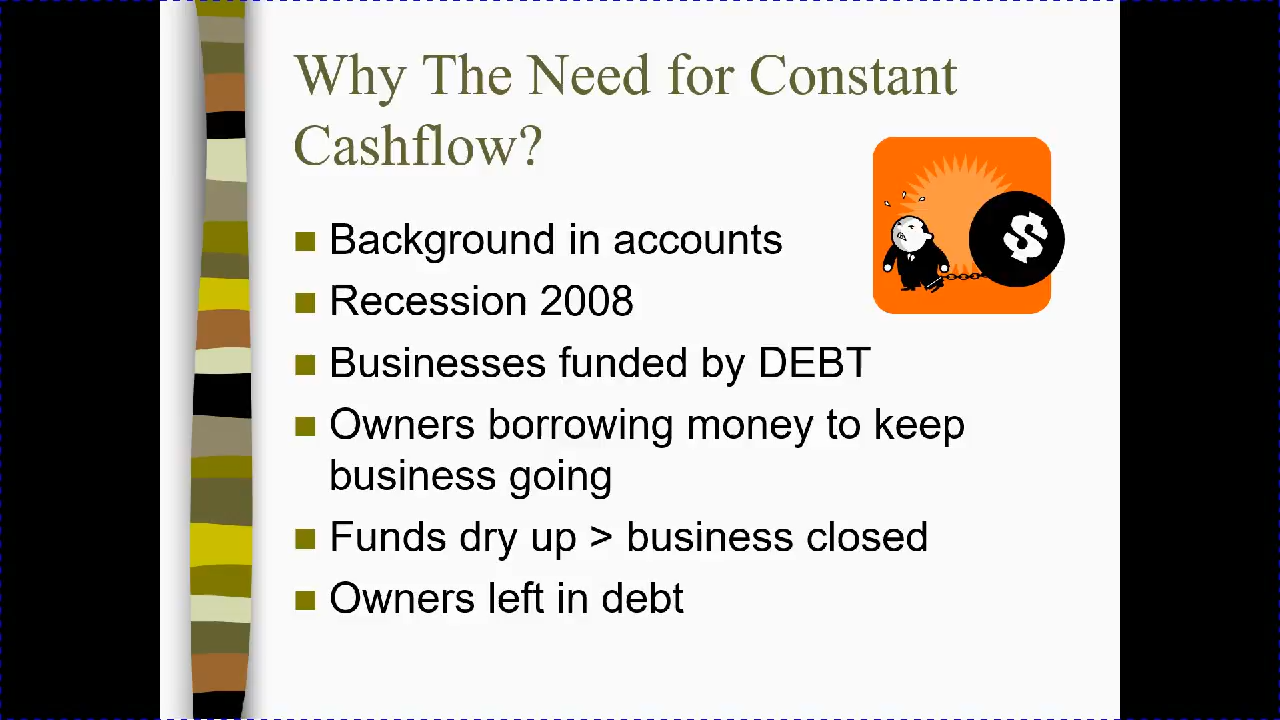 Why The Need for Constant
Cashflow?
Background in accounts
Recession 2008
Businesses funded by DEBT
Owners borrowing money to keep
business going
Funds dry up > business closed
Owners left in debt
$